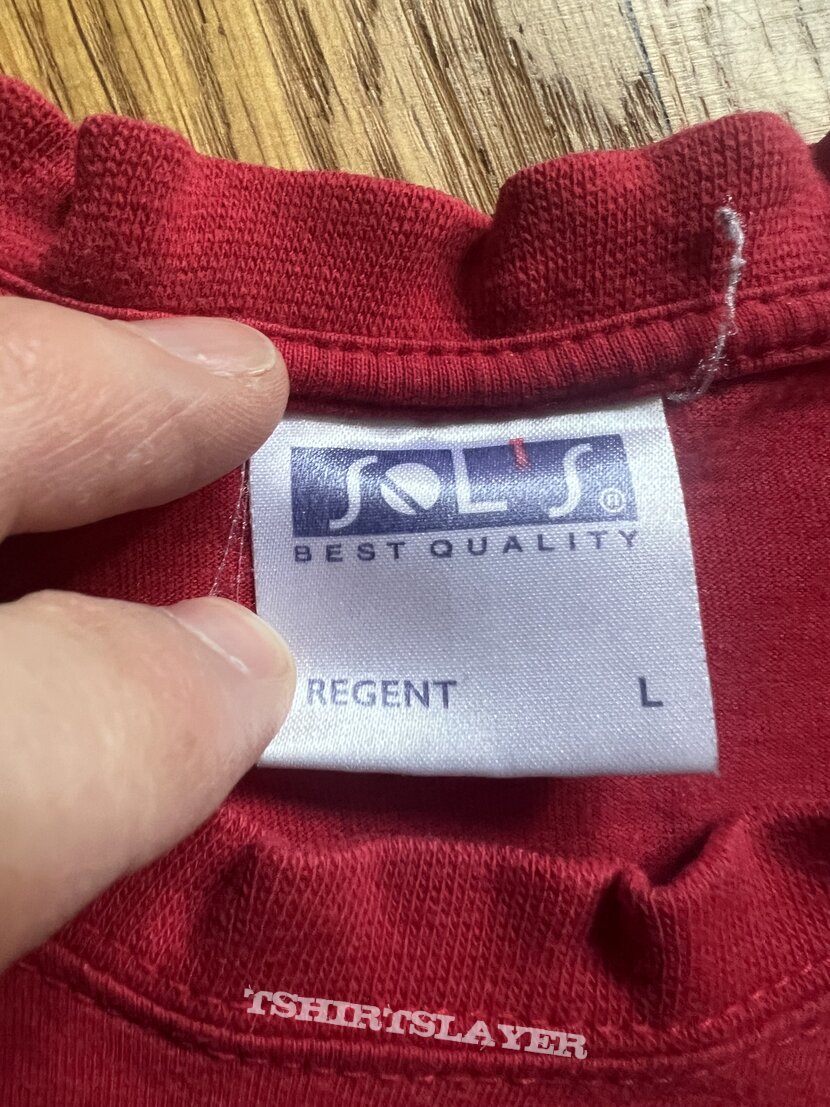 SOL'S ®
BEST QUALITY
REGENT L
TSHIRTSLAYER